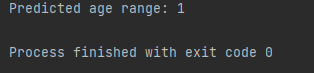 Predicted age range: 1
Process finished with exit code 0